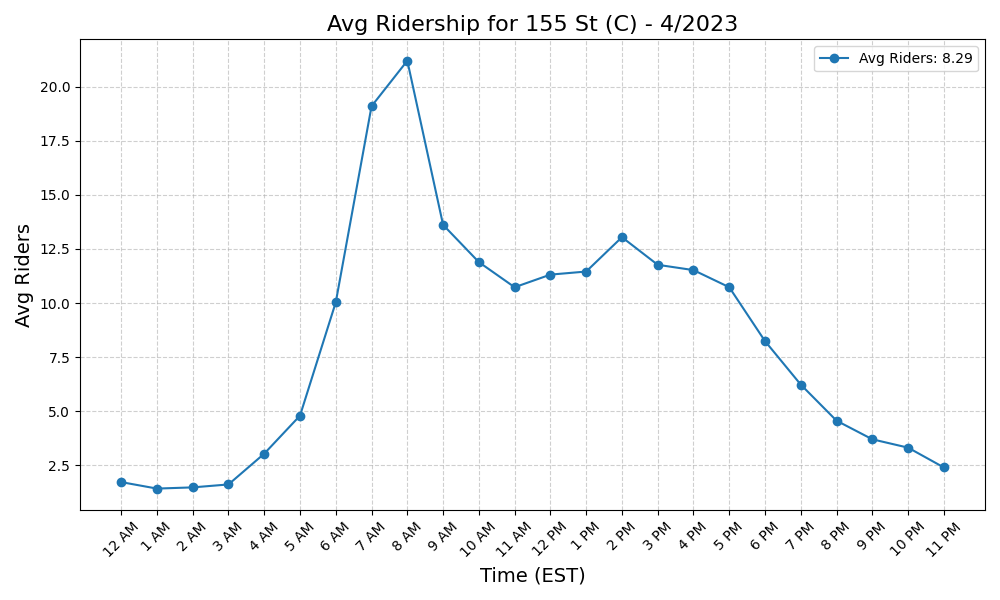 Avg Ridership for 155 St (C) - 4/2023
Avg Riders: 8.29
Avg Riders
20.0
17.5
15.0
12.5
10.0
7.5
5.0
2.5
12 AM
1 AM
2 AM
3 AM
4 AM
5 AM
6 AM
7 AM
8 AM
9 AM
10 AM
11 AM
12 PM
1 PM
2 PM
3 PM
4 PM
5 PM
6 PM
7 PM
8 PM
9 PM
10 PM
11 PM
Time (EST)